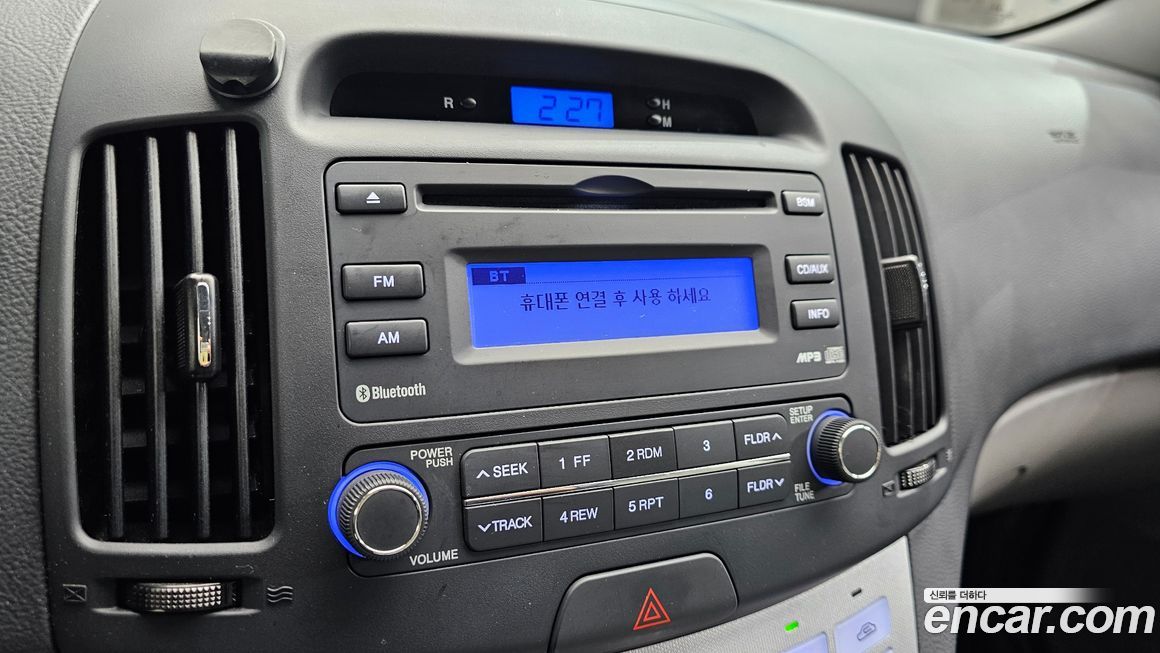 R
2:27
H
M
BSM
BT
휴대폰 연결 후 사용 하세요
FM
AM
CD/AUX
INFO
MP3
Bluetooth
POWER
PUSH
VOLUME
SEEK
1 FF
2 RDM
3
FLDR
TRACK
4 REW
5 RPT
6
FLDR
SETUP
ENTER
FILE
TUNE
신뢰를 더하다
encar.com